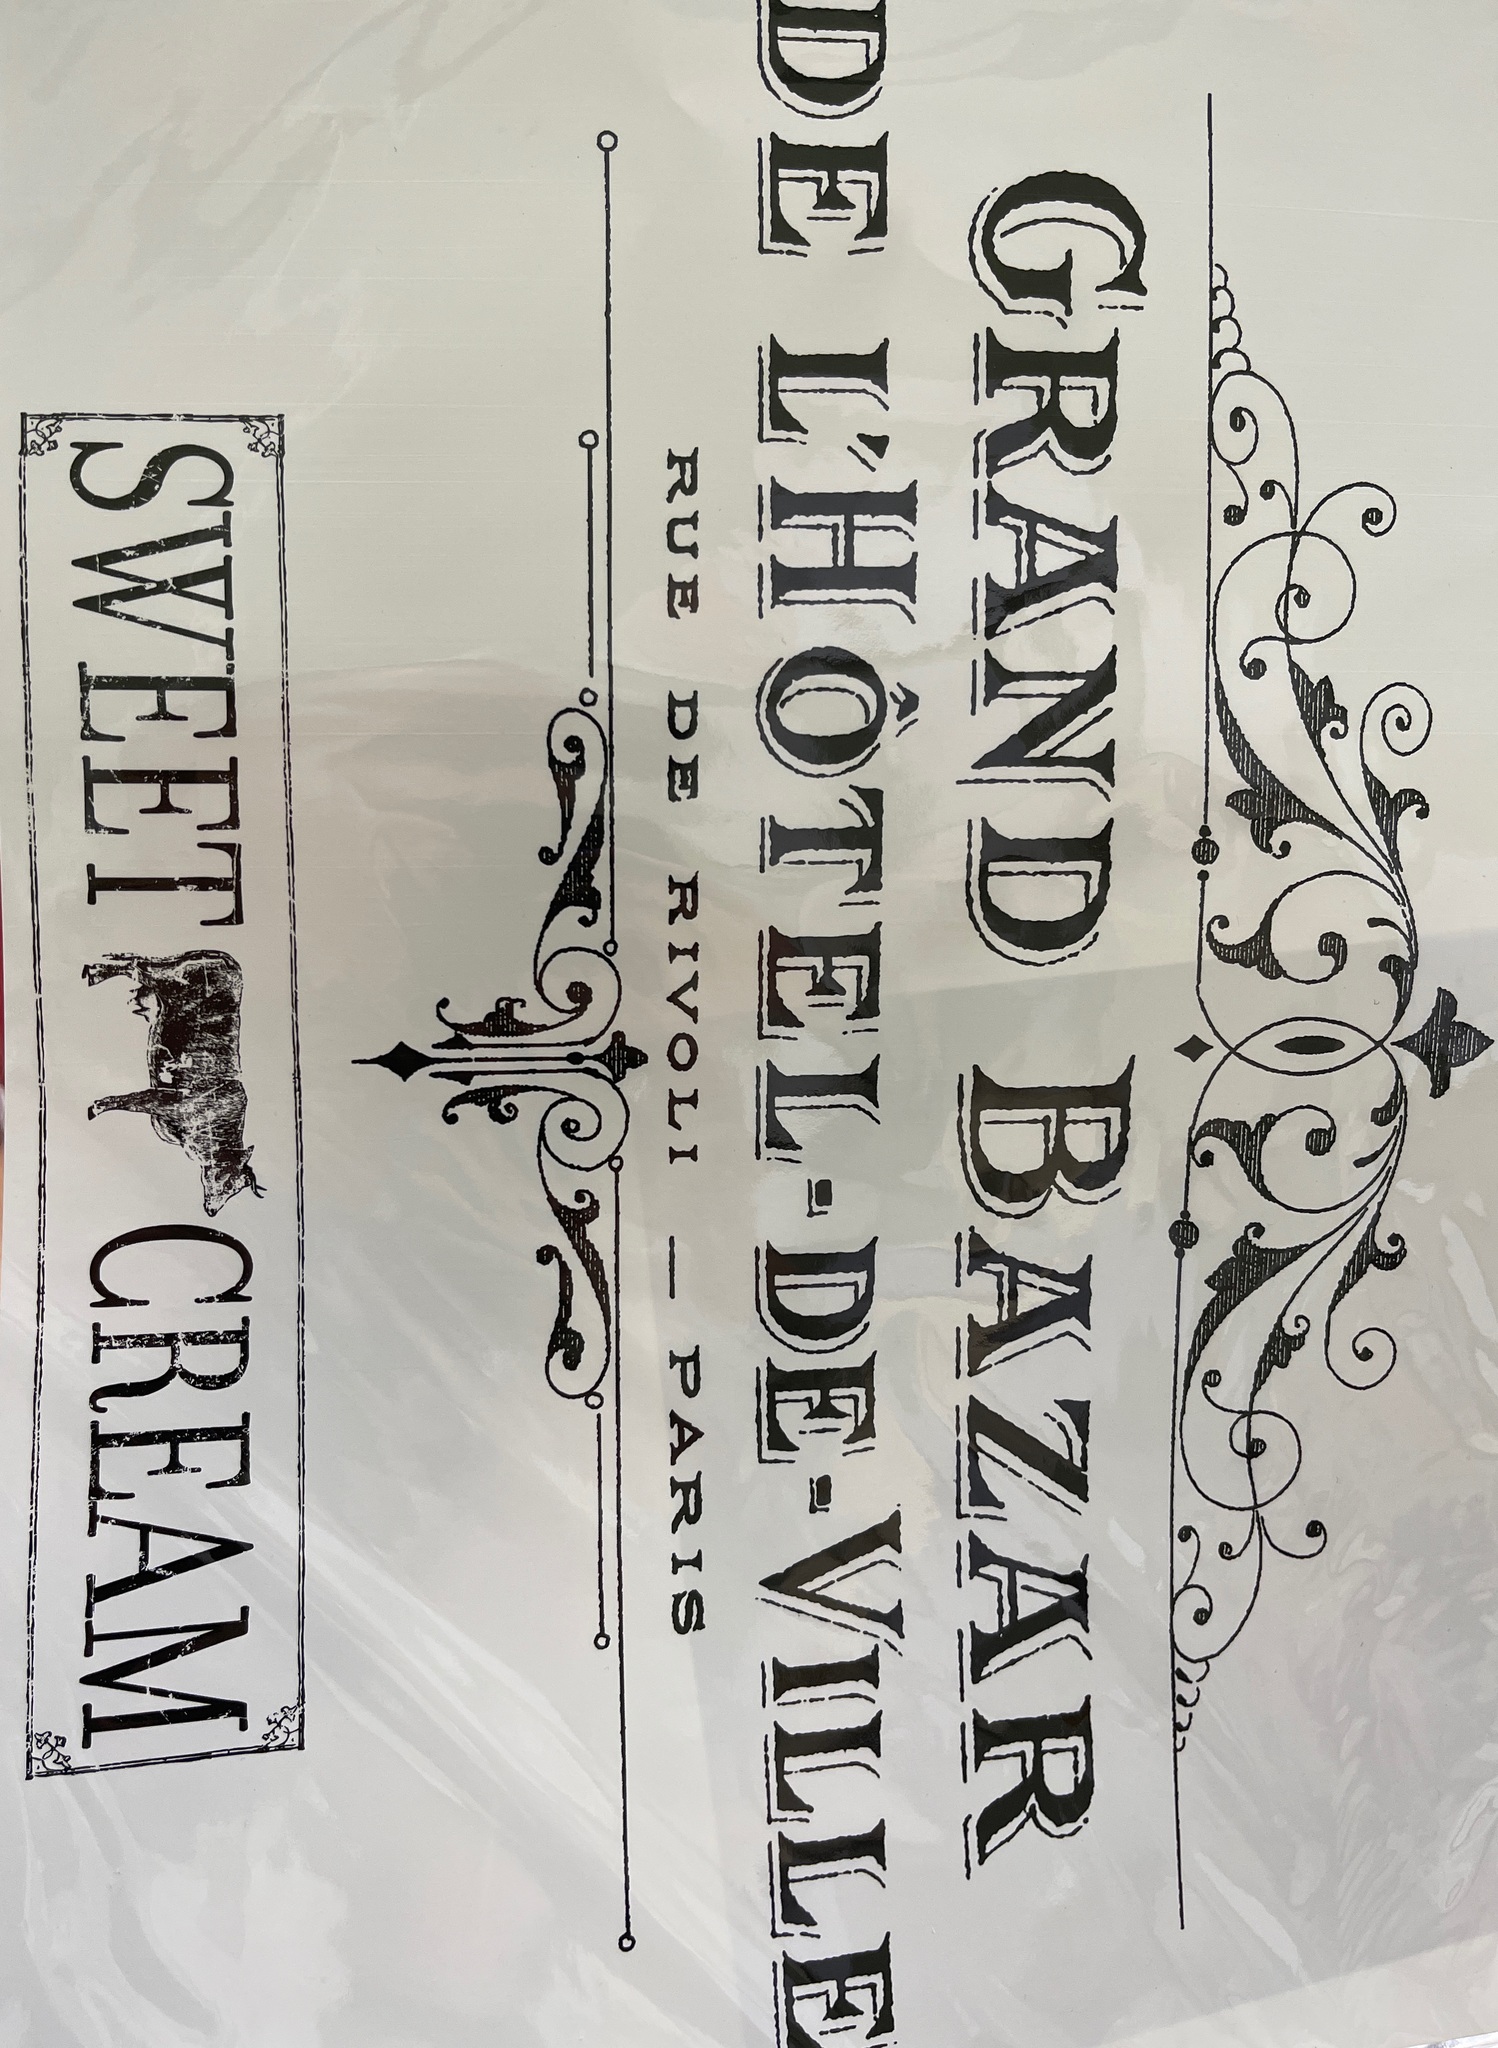 GRAND BAZAR
DE L'HÔTEL-DE-VILLE
RUE DE RIVOLI — PARIS
SWEET CREAM